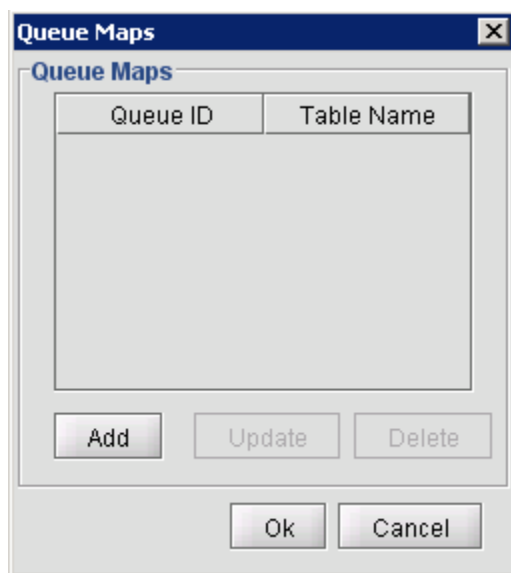 Queue Maps
Queue Maps
Queue ID Table Name
Add Update Delete
Ok Cancel